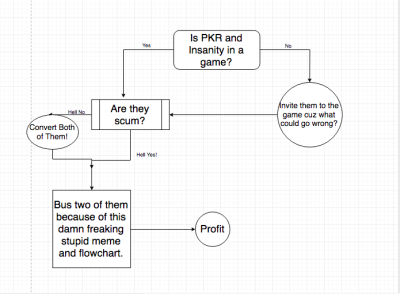 Is PKR and
Insanity in a
game?
Yes
No
Are they
scum?
Hell No
Convert Both
of Them!
Invite them to the
game cuz what
could go wrong?
Hell Yes!
Bus two of them
because of this
damn freaking
stupid meme
and flowchart.
Profit